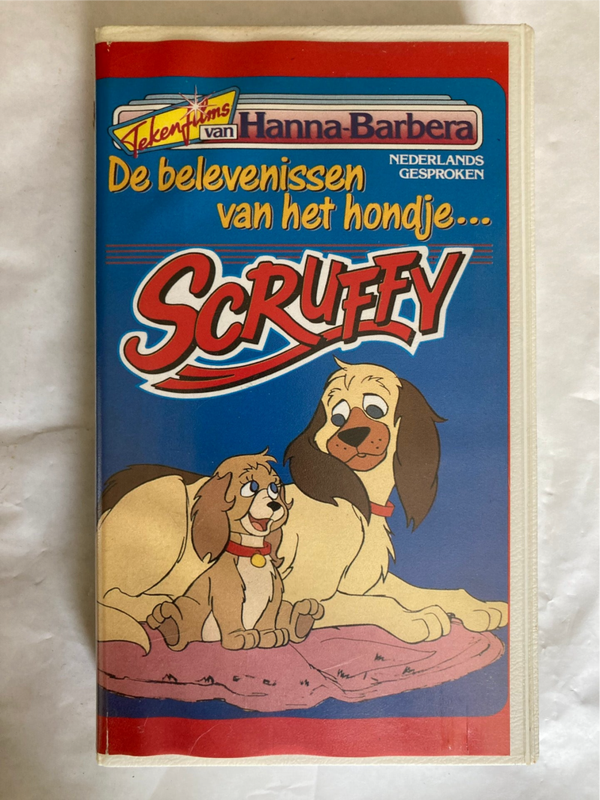 Tekenfilms
van Hanna-Barbera
NEDERLANDS
GESPROKEN
De belevenissen
van het hondje...
SCRUFFY